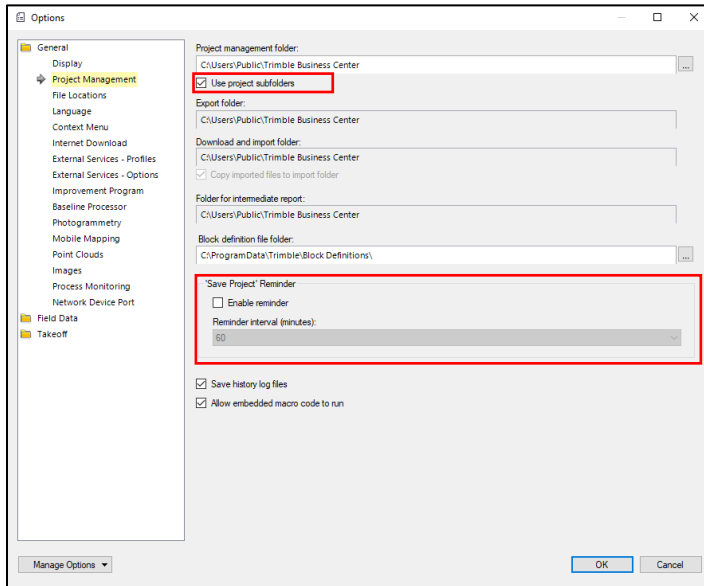 Options
General
Display
Project Management
File Locations
Language
Context Menu
Internet Download
External Services - Profiles
External Services - Options
Improvement Program
Baseline Processor
Photogrammetry
Mobile Mapping
Point Clouds
Images
Process Monitoring
Network Device Port
Field Data
Takeoff
Project management folder:
C:\Users\Public\Trimble Business Center
...
Use project subfolders
Export folder:
C:\Users\Public\Trimble Business Center
Download and import folder:
C:\Users\Public\Trimble Business Center
Copy imported files to import folder
Folder for intermediate report:
C:\Users\Public\Trimble Business Center
Block definition file folder:
C:\ProgramData\Trimble\Block Definitions\
...
'Save Project' Reminder
Enable reminder
Reminder interval (minutes):
60
Save history log files
Allow embedded macro code to run
Manage Options
OK
Cancel